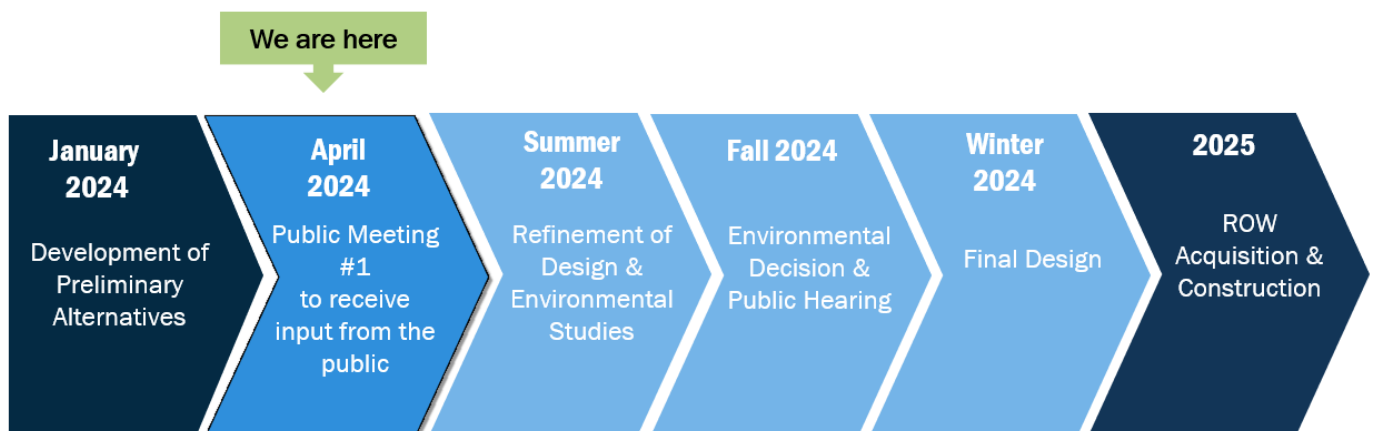 We are here
January
2024
Development of
Preliminary
Alternatives
April
2024
Public Meeting
#1
to receive
input from the
public
Summer
2024
Refinement of
Design &
Environmental
Studies
Fall 2024
Environmental
Decision &
Public Hearing
Winter
2024
Final Design
2025
ROW
Acquisition &
Construction